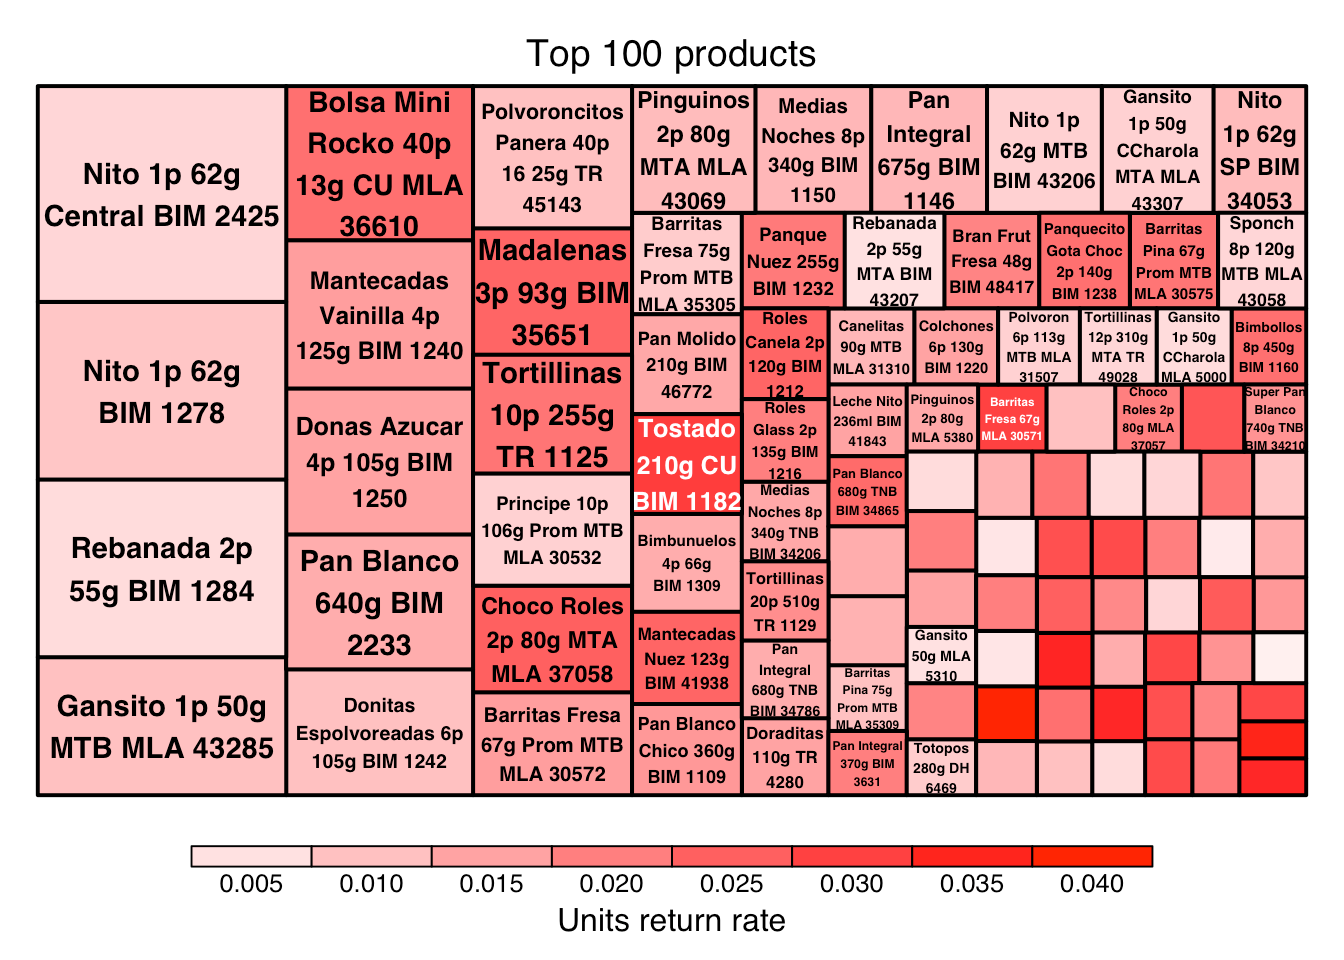 Top 100 products
Nito 1p 62g
Central BIM 2425
Nito 1p 62g
BIM 1278
Rebanada 2p
55g BIM 1284
Gansito 1p 50g
MTB MLA 43285
Bolsa Mini
Rocko 40p
13g CU MLA
36610
Mantecadas
Vainilla 4p
125g BIM 1240
Donas Azucar
4p 105g BIM
1250
Pan Blanco
640g BIM
2233
Donitas
Espolvoreadas 6p
105g BIM 1242
Polvoroncitos
Panera 40p
16 25g TR
45143
Madalenas
3p 93g BIM
35651
Tortillinas
10p 255g
TR 1125
Principe 10p
106g Prom MTB
MLA 30532
Choco Roles
2p 80g MTA
MLA 37058
Barritas Fresa
67g Prom MTB
MLA 30572
Pinguinos
2p 80g
MTA MLA
43069
Medias
Noches 8p
340g BIM
1150
Pan
Integral
675g BIM
1146
Nito 1p
62g MTB
BIM 43206
Gansito
1p 50g
CCharola
MTA MLA
43307
Nito
1p 62g
SP BIM
34053
Barritas
Fresa 75g
Prom MTB
MLA 35305
Pan Molido
210g BIM
46772
Tostado
210g CU
BIM 1182
Bimbunuelos
4p 66g
BIM 1309
Mantecadas
Nuez 123g
BIM 41938
Pan Blanco
Chico 360g
BIM 1109
Panque
Nuez 255g
BIM 1232
Rebanada
2p 55g
MTA BIM
43207
Bran Frut
Fresa 48g
BIM 48417
Panquecito
Gota Choc
2p 140g
BIM 1238
Barritas
Pina 67g
Prom MTB
MLA 30575
Sponch
8p 120g
MTB MLA
43058
Roles
Canela 2p
120g BIM
1212
Roles
Glass 2p
135g BIM
1216
Medias
Noches 8p
340g TNB
BIM 34206
Tortillinas
20p 510g
TR 1129
Pan
Integral
680g TNB
BIM 34786
Doraditas
110g TR
4280
Canelitas
90g MTB
MLA 31310
Colchones
6p 130g
BIM 1220
Polvoron
6p 113g
MTB MLA
31507
Tortillinas
12p 310g
MTA TR
49028
Gansito
1p 50g
CCharola
MLA 5000
Bimbollos
8p 450g
BIM 1160
Leche Nito
236ml BIM
41843
Pan Blanco
680g TNB
BIM 34865
Barritas
Pina 75g
Prom MTB
MLA 35309
Pan Integral
370g BIM
3631
Pinguinos
2p 80g
MLA 5380
Barritas
Fresa 67g
MLA 30571
Choco
Roles 2p
80g MLA
37057
Super Pan
Blanco
740g TNB
BIM 34210
Gansito
50g MLA
5310
Totopos
280g DH
6469
0.005 0.010 0.015 0.020 0.025 0.030 0.035 0.040
Units return rate